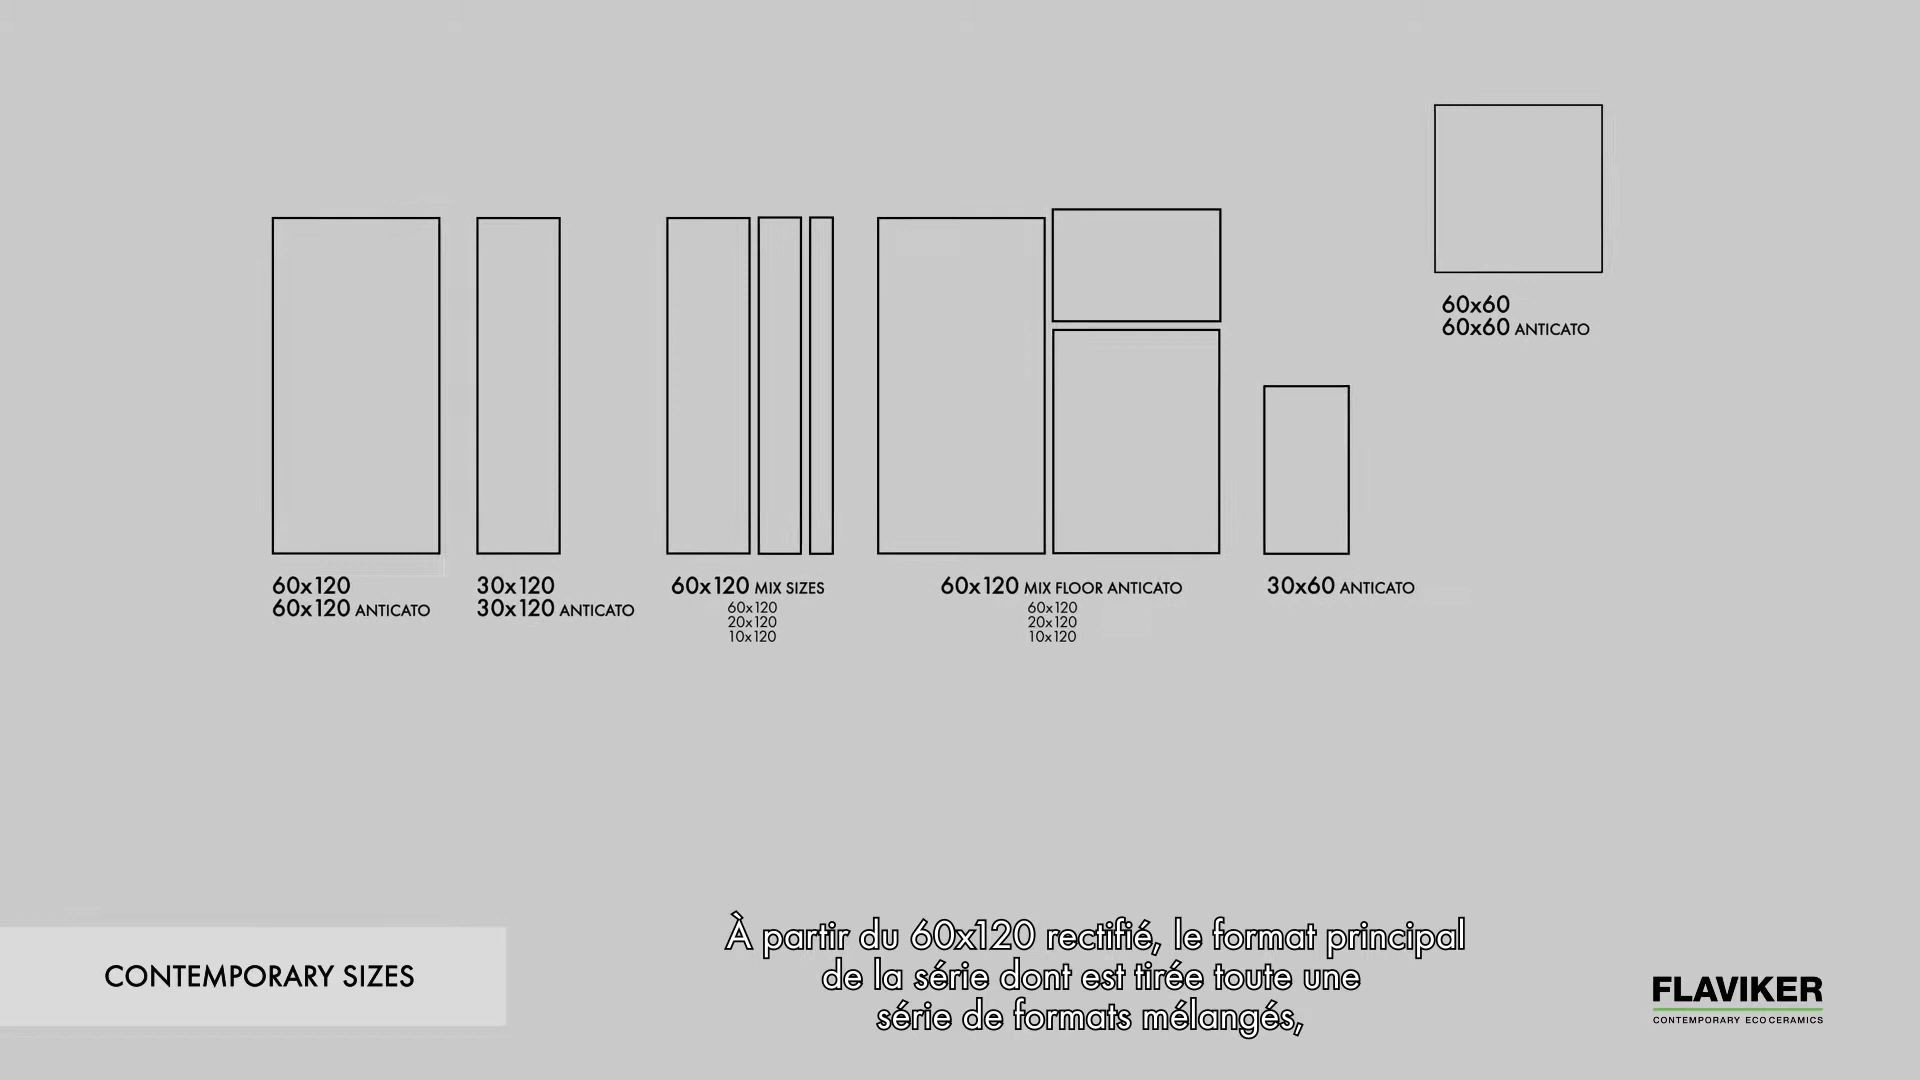 60x60
60x60 ANTICATO
60x120
60x120 ANTICATO
30x120
30x120 ANTICATO
60x120 MIX SIZES
60x120
20x120
10x120
60x120 MIX FLOOR ANTICATO
60x120
20x120
10x120
30x60 ANTICATO
À partir du 60x120 rectifié, le format principal
de la série dont est tirée toute une
série de formats mélangés,
CONTEMPORARY SIZES
FLAVIKER
CONTEMPORARY ECOCERAMICS